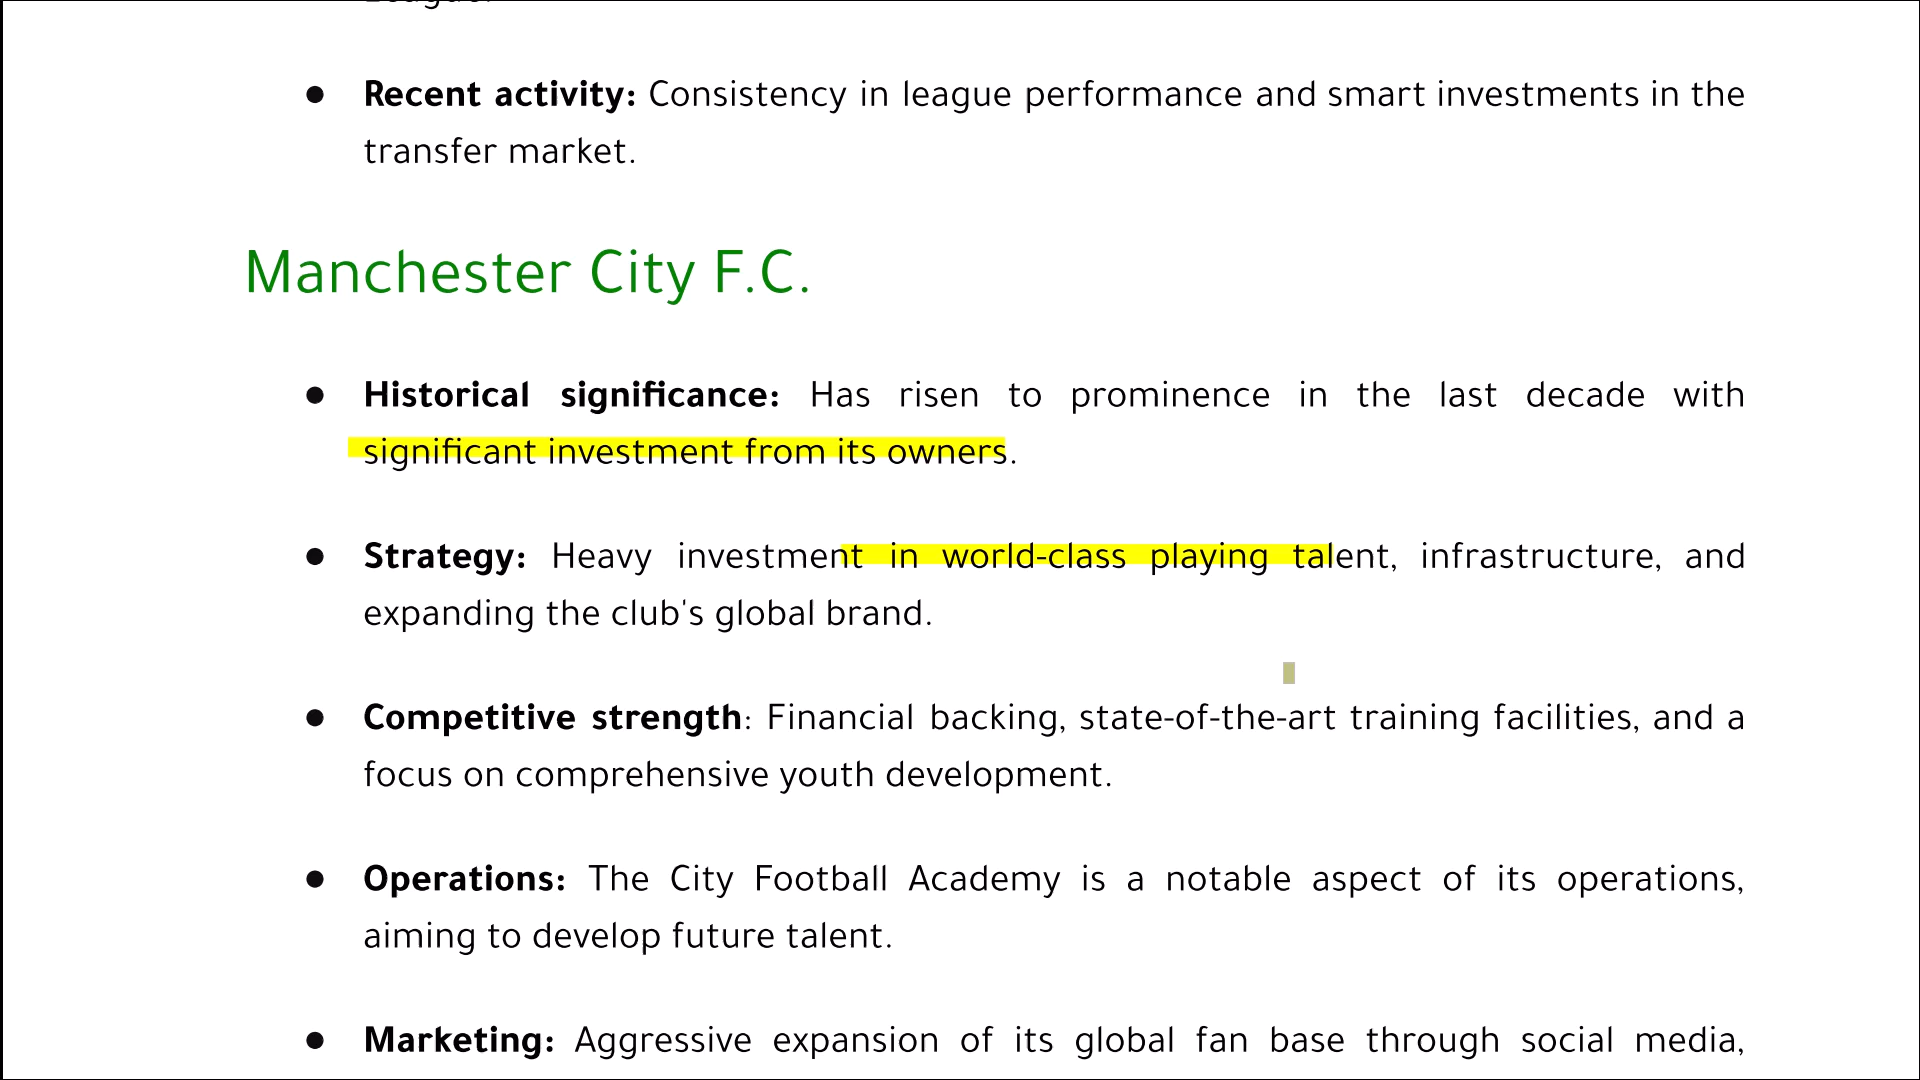 ● Recent activity: Consistency in league performance and smart investments in the
transfer market.
Manchester City F.C.
● Historical significance: Has risen to prominence in the last decade with
significant investment from its owners.
● Strategy: Heavy investment in world-class playing talent, infrastructure, and
expanding the club's global brand.
● Competitive strength: Financial backing, state-of-the-art training facilities, and a
focus on comprehensive youth development.
● Operations: The City Football Academy is a notable aspect of its operations,
aiming to develop future talent.
● Marketing: Aggressive expansion of its global fan base through social media,